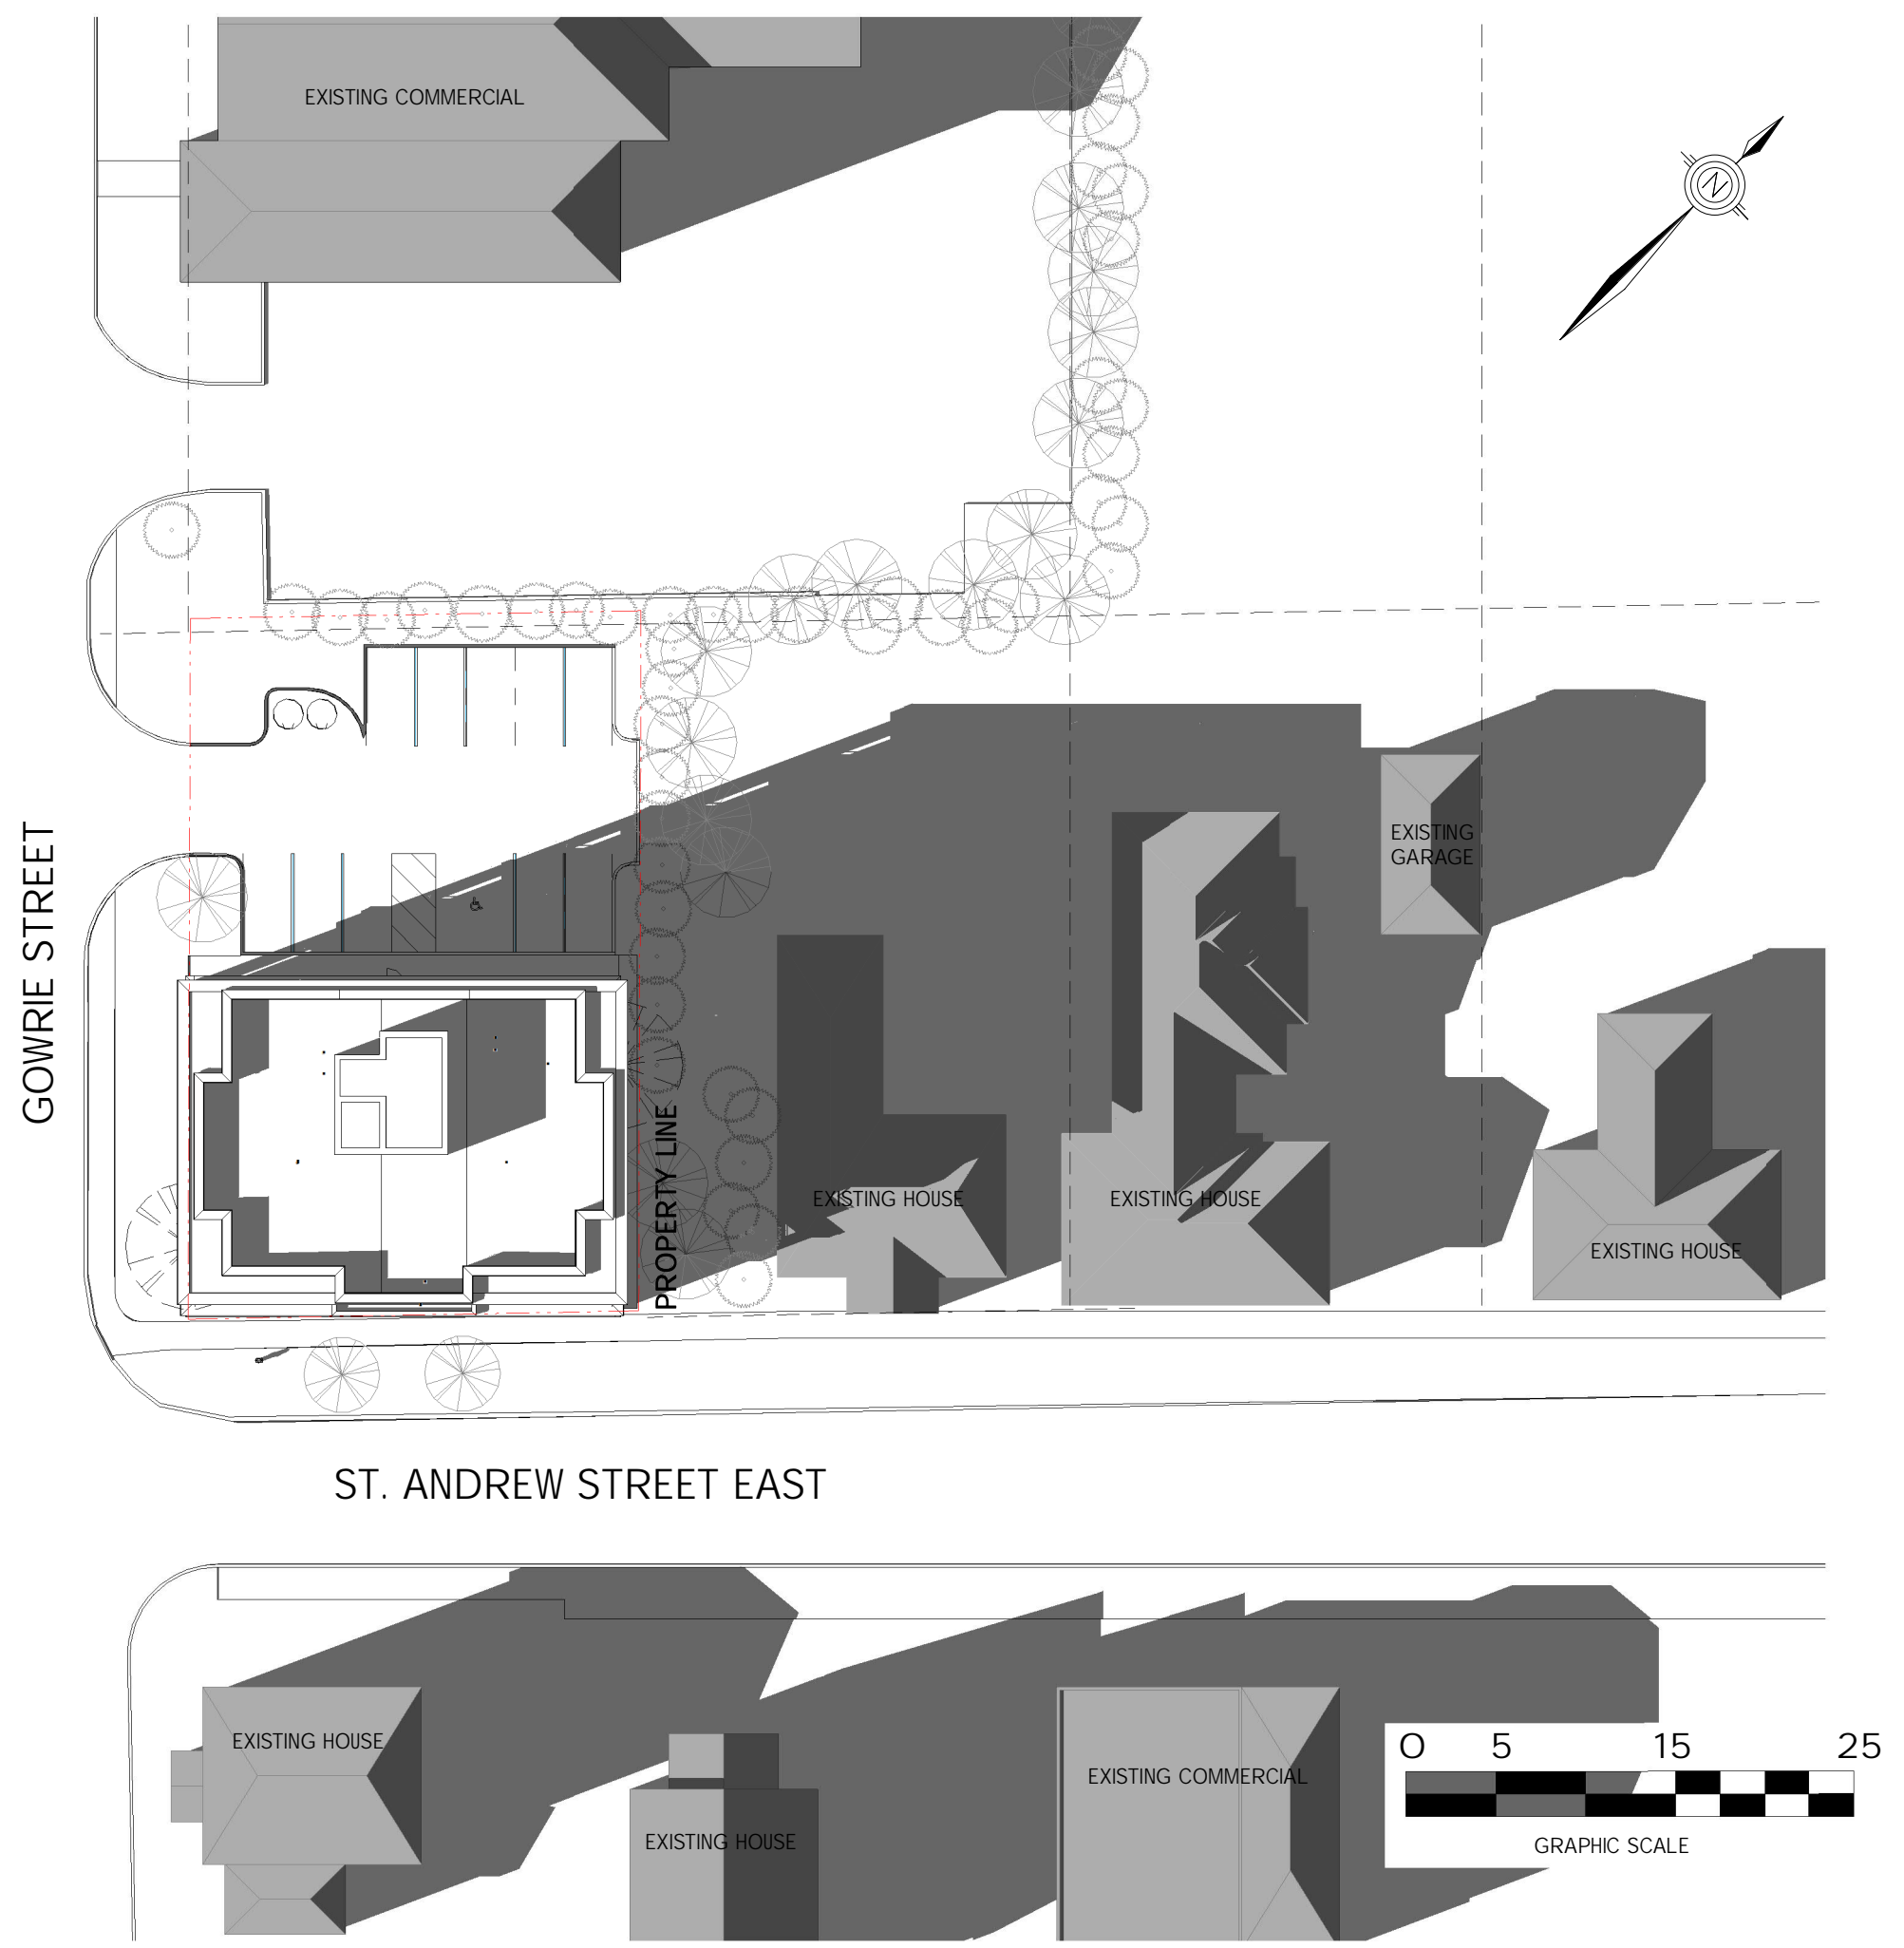 EXISTING COMMERCIAL
N
EXISTING
GARAGE
GOWRIE STREET
PROPERTY LINE
EXISTING HOUSE
EXISTING HOUSE
EXISTING HOUSE
ST. ANDREW STREET EAST
EXISTING HOUSE
EXISTING HOUSE
EXISTING COMMERCIAL
0 5 15 25
GRAPHIC SCALE